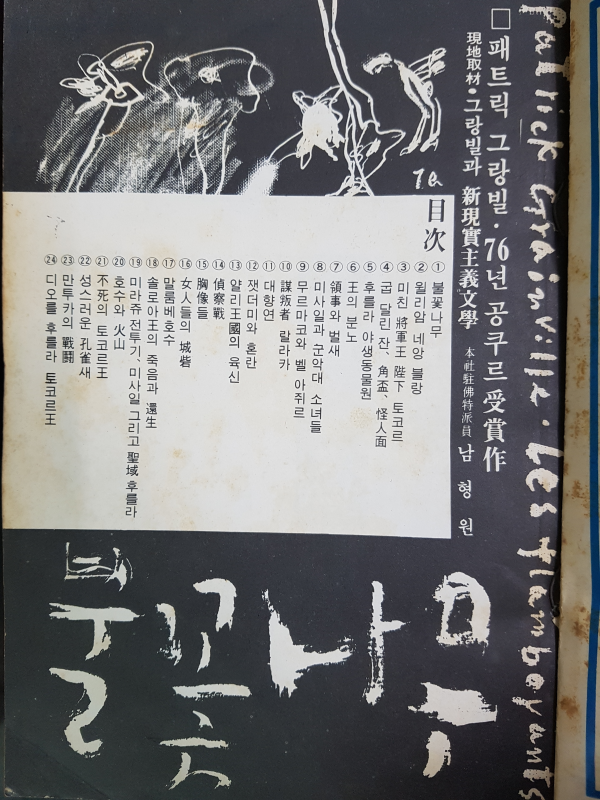 Patrick Grainville · Les flamboyants
□ 패트릭 그랑빌 · 76년 공쿠르 受賞作
現地取材 · 그랑빌과 新現實主義文學 本社駐佛特派員 남형원
目次
① 불꽃나무
② 윌리암 네앙 블랑
③ 미친 將軍王 陛下 토코르
④ 굽 달린 잔、角盃、怪人面
⑤ 후를라 야생동물원
⑥ 王의 분노
⑦ 領事와 벌새
⑧ 미사일과 군악대 소녀들
⑨ 무르마코와 벨 아쥐르
⑩ 謀叛者 랄라카
⑪ 대향연
⑫ 잿더미와 혼란
⑬ 얄리王國의 육신
⑭ 偵察戰
⑮ 胸像들
⑯ 女人들의 城砦
⑰ 말룸베호수
⑱ 솔로아王의 죽음과 還生
⑲ 미라쥬 전투기、미사일 그리고 聖域 후를라
⑳ 호수와 火山
㉑ 不死의 토코르王
㉒ 성스러운 孔雀새
㉓ 만투카의 戰鬪
㉔ 디오를 후를라 토코르王
불꽃나무